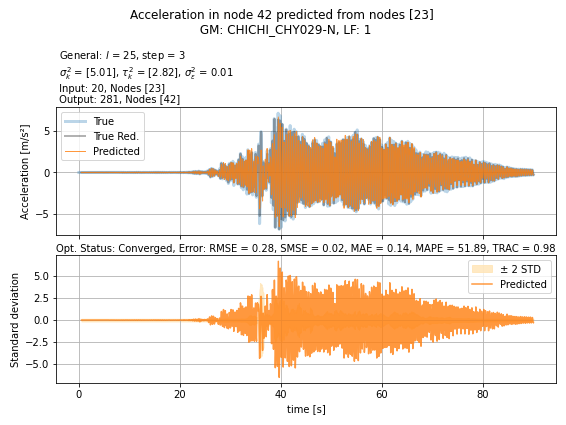 Acceleration in node 42 predicted from nodes [23]
GM: CHICHI_CHY029-N, LF: 1
General: l = 25, step = 3
σ²ₖ = [5.01], τ²ₖ = [2.82], σ²ε = 0.01
Input: 20, Nodes [23]
Output: 281, Nodes [42]
Acceleration [m/s²]
5
0
−5
True
True Red.
Predicted
Opt. Status: Converged, Error: RMSE = 0.28, SMSE = 0.02, MAE = 0.14, MAPE = 51.89, TRAC = 0.98
Standard deviation
5.0
2.5
0.0
−2.5
−5.0
± 2 STD
Predicted
0 20 40 60 80
time [s]